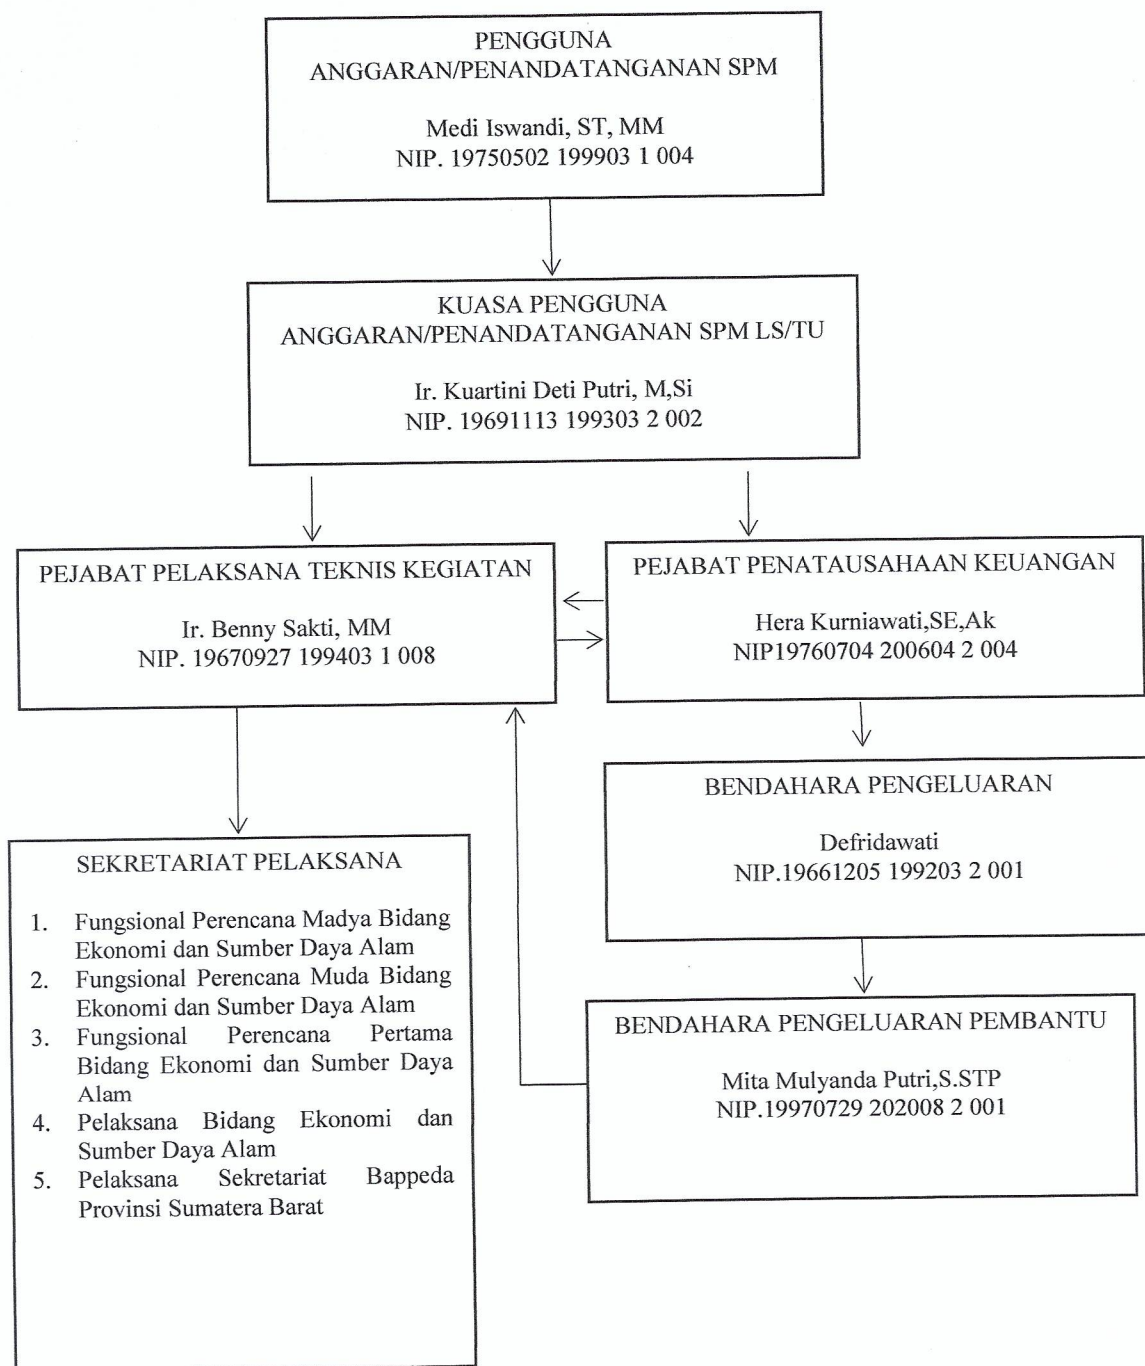 PENGGUNA
ANGGARAN/PENANDATANGANAN SPM
Medi Iswandi, ST, MM
NIP. 19750502 199903 1 004
KUASA PENGGUNA
ANGGARAN/PENANDATANGANAN SPM LS/TU
Ir. Kuartini Deti Putri, M,Si
NIP. 19691113 199303 2 002
PEJABAT PELAKSANA TEKNIS KEGIATAN
Ir. Benny Sakti, MM
NIP. 19670927 199403 1 008
PEJABAT PENATAUSAHAAN KEUANGAN
Hera Kurniawati,SE,Ak
NIP19760704 200604 2 004
BENDAHARA PENGELUARAN
Defridawati
NIP.19661205 199203 2 001
SEKRETARIAT PELAKSANA
1. Fungsional Perencana Madya Bidang
Ekonomi dan Sumber Daya Alam
2. Fungsional Perencana Muda Bidang
Ekonomi dan Sumber Daya Alam
3. Fungsional Perencana Pertama
Bidang Ekonomi dan Sumber Daya
Alam
4. Pelaksana Bidang Ekonomi dan
Sumber Daya Alam
5. Pelaksana Sekretariat Bappeda
Provinsi Sumatera Barat
BENDAHARA PENGELUARAN PEMBANTU
Mita Mulyanda Putri,S.STP
NIP.19970729 202008 2 001